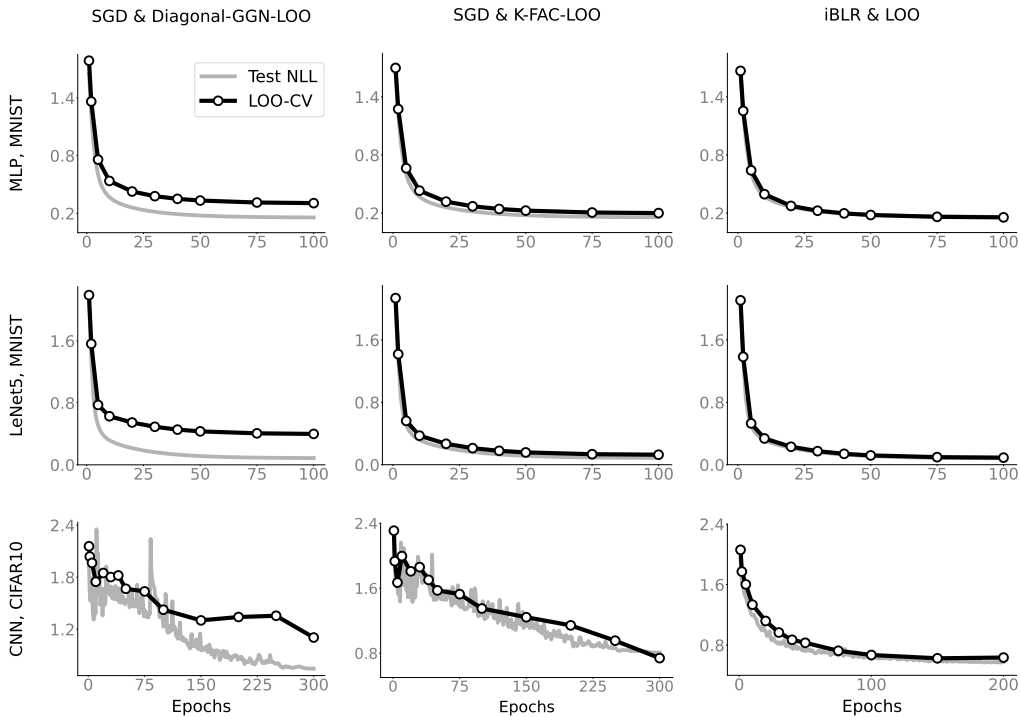 SGD & Diagonal-GGN-LOO
SGD & K-FAC-LOO
iBLR & LOO
MLP, MNIST
1.4
0.8
0.2
0 25 50 75 100
Test NLL
LOO-CV
1.4
0.8
0.2
0 25 50 75 100
1.4
0.8
0.2
0 25 50 75 100
LeNet5, MNIST
1.6
0.8
0.0
0 25 50 75 100
1.6
0.8
0.0
0 25 50 75 100
1.6
0.8
0.0
0 25 50 75 100
CNN, CIFAR10
2.4
1.8
1.2
0 75 150 225 300
Epochs
2.4
1.6
0.8
0 75 150 225 300
Epochs
2.4
1.6
0.8
0 100 200
Epochs